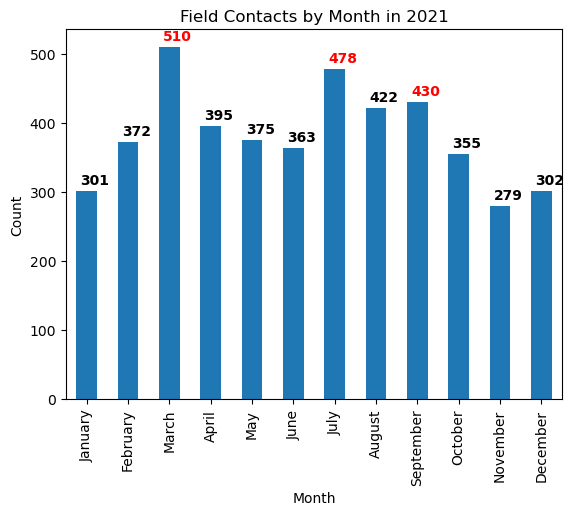 Field Contacts by Month in 2021
510
500
478
430
422
400
395
375
372
363
355
301
302
300
279
200
100
0
Count
January
February
March
April
May
June
July
August
September
October
November
December
Month